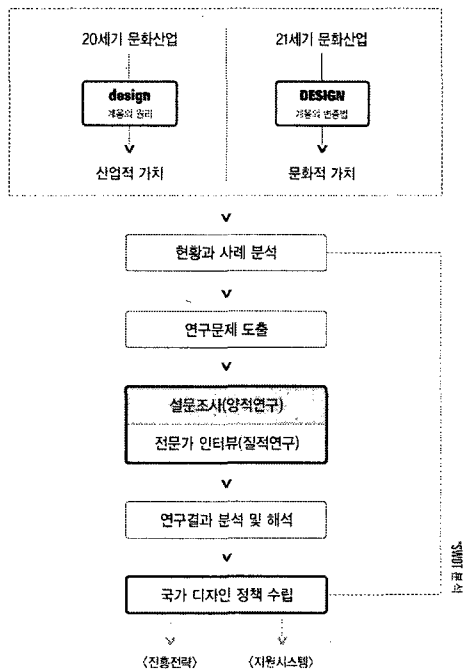 20세기 문화산업
21세기 문화산업
design
계몽의 원리
DESIGN
계몽의 변증법
산업적 가치
문화적 가치
현황과 사례 분석
연구문제 도출
설문조사(양적연구)
전문가 인터뷰(질적연구)
연구결과 분석 및 해석
*SWOT 분석
국가 디자인 정책 수립
<진흥전략>
<지원시스템>